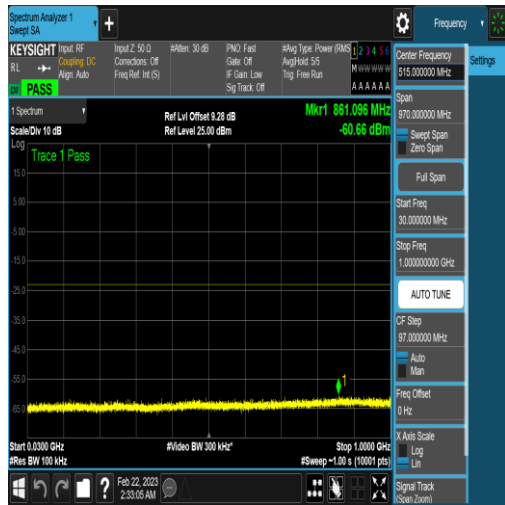 Spectrum Analyzer 1
Swept SA
Frequency
KEYSIGHT
RL
Input: RF
Coupling: DC
Align: Auto
Input Z: 50 Ω
Corrections: Off
Freq Ref: Int (S)
#Atten: 30 dB
PNO: Fast
Gate: Off
IF Gain: Low
Sig Track: Off
#Avg Type: Power (RMS)
Avg|Hold: 5/5
Trig: Free Run
1 2 3 4 5 6
M W W W W W
A A A A A A
PASS
1 Spectrum
Scale/Div 10 dB
Ref Lvl Offset 9.28 dB
Ref Level 25.00 dBm
Mkr1 861.096 MHz
-60.66 dBm
Log
Trace 1 Pass
15.0
5.00
-5.00
-15.0
-25.0
-35.0
-45.0
-55.0
-65.0
1
Start 0.0300 GHz
#Res BW 100 kHz
#Video BW 300 kHz*
Stop 1.0000 GHz
#Sweep ~1.00 s (10001 pts)
Feb 22, 2023
2:33:05 AM
?
Center Frequency
515.000000 MHz
Settings
Span
970.000000 MHz
Swept Span
Zero Span
Full Span
Start Freq
30.000000 MHz
Stop Freq
1.000000000 GHz
AUTO TUNE
CF Step
97.000000 MHz
Auto
Man
Freq Offset
0 Hz
X Axis Scale
Log
Lin
Signal Track
(Span Zoom)